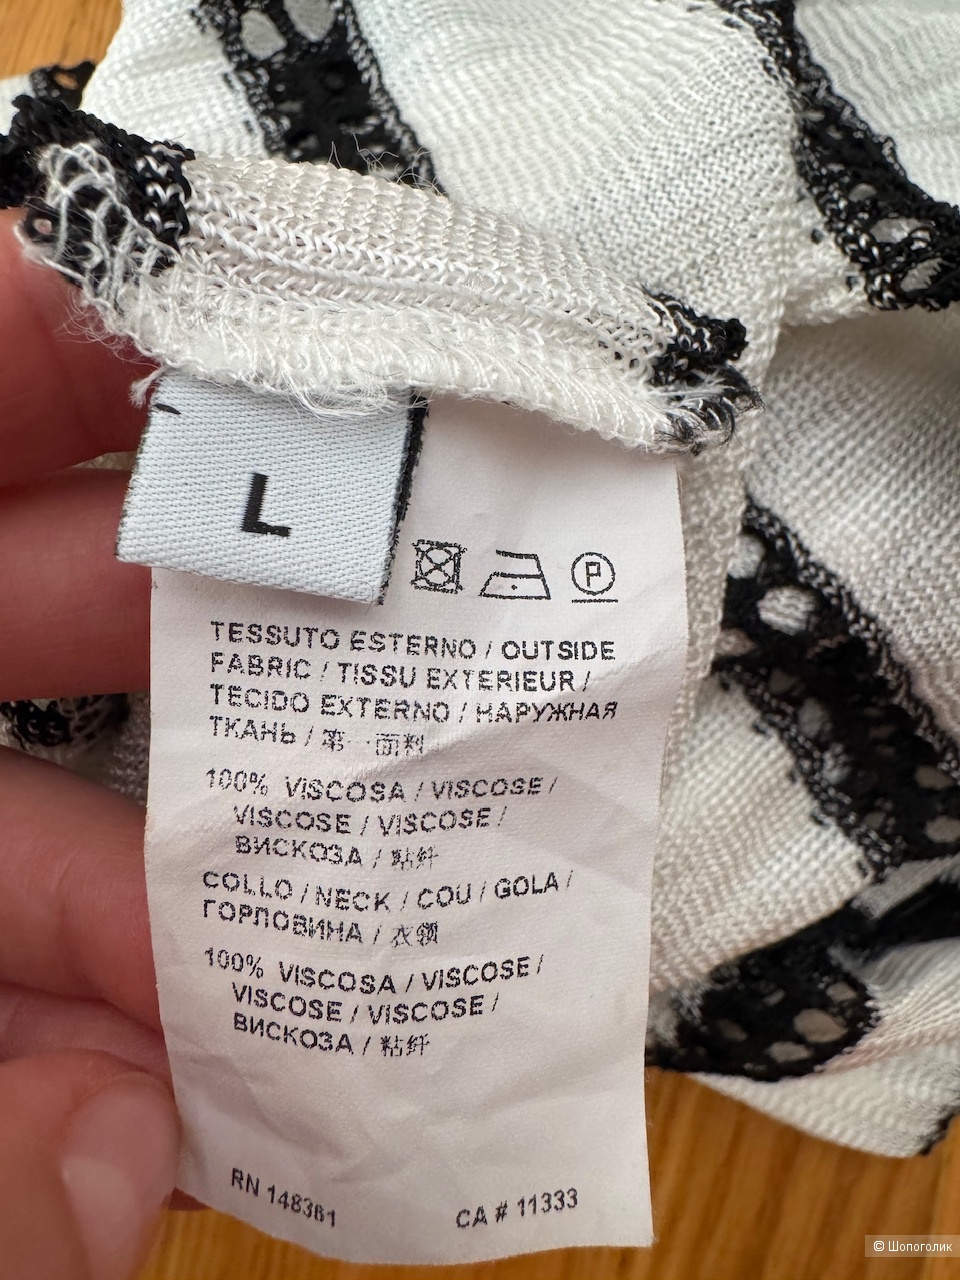 L
P
TESSUTO ESTERNO / OUTSIDE
FABRIC / TISSU EXTERIEUR /
TECIDO EXTERNO / НАРУЖНАЯ
ТКАНЬ / 第一面料
100% VISCOSA / VISCOSE /
VISCOSE / VISCOSE /
ВИСКОЗА / 粘纤
COLLO / NECK / COU / GOLA /
ГОРЛОВИНА / 衣领
100% VISCOSA / VISCOSE /
VISCOSE / VISCOSE /
ВИСКОЗА / 粘纤
RN 148361
CA # 11333
© Шопоголик